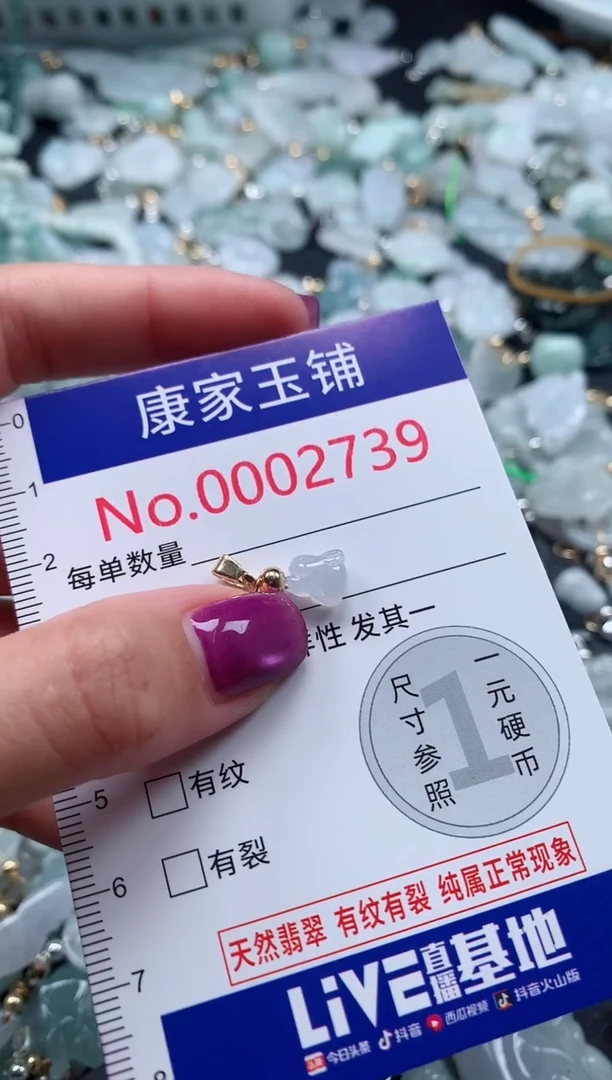 康家玉铺
No.0002739
0
1
2
每单数量
样性 发其一
尺寸参照
1
一元硬币
5
有纹
6
有裂
天然翡翠 有纹有裂 纯属正常现象
7
LiVE直播基地
8
今日头条 抖音 西瓜视频 抖音火山版